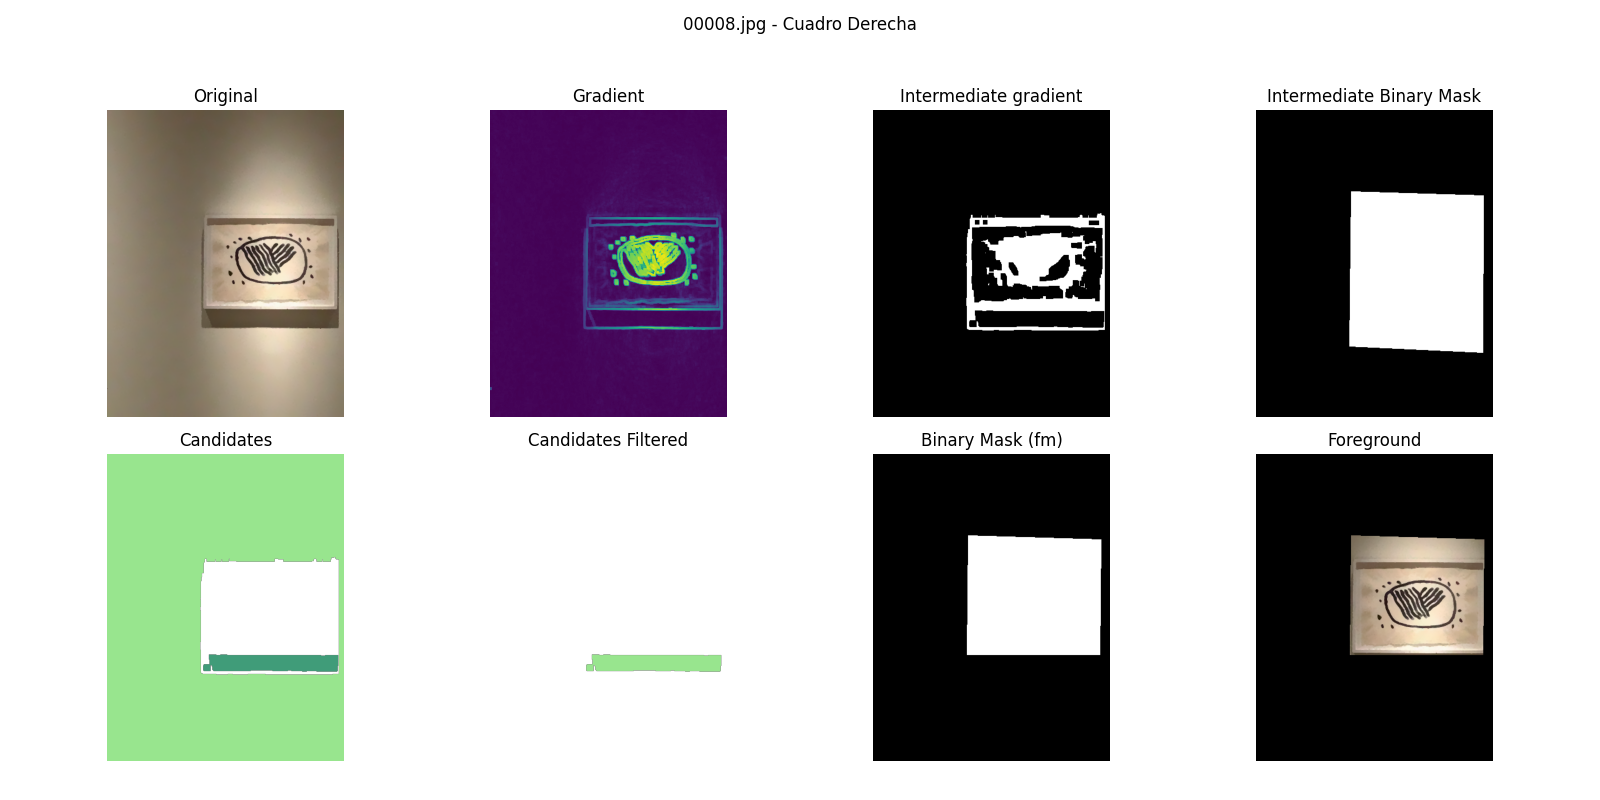 00008.jpg - Cuadro Derecha
Original
Gradient
Intermediate gradient
Intermediate Binary Mask
Candidates
Candidates Filtered
Binary Mask (fm)
Foreground